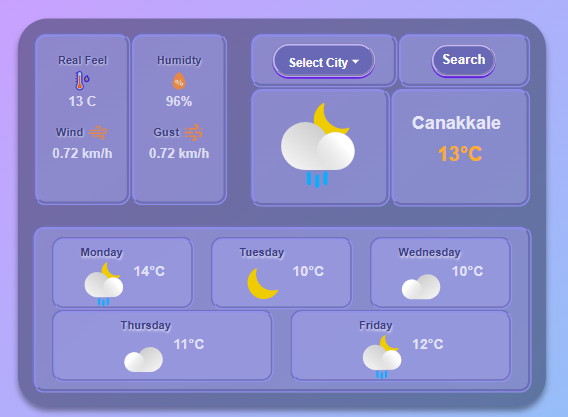 Real Feel
13 C
Wind
0.72 km/h
Humidty
96%
Gust
0.72 km/h
Select City
Search
Canakkale
13°C
Monday
14°C
Tuesday
10°C
Wednesday
10°C
Thursday
11°C
Friday
12°C